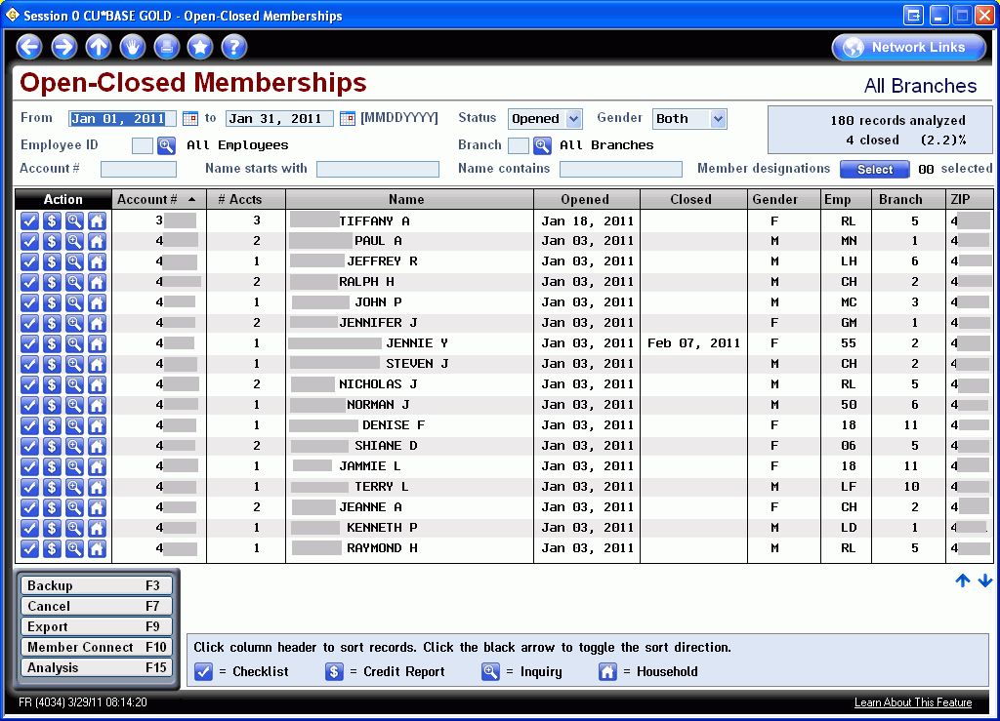 Session 0 CU*BASE GOLD - Open-Closed Memberships
Network Links
Open-Closed Memberships
All Branches
From Jan 01, 2011 to Jan 31, 2011 [MMDDYYYY] Status Opened Gender Both
180 records analyzed
4 closed (2.2)%
Employee ID All Employees Branch All Branches
Account # Name starts with Name contains Member designations Select 00 selected
Action Account # # Accts Name Opened Closed Gender Emp Branch ZIP
3 3 TIFFANY A Jan 18, 2011 F RL 5 4
4 2 PAUL A Jan 03, 2011 M MN 1 4
4 1 JEFFREY R Jan 03, 2011 M LH 6 4
4 2 RALPH H Jan 03, 2011 M CH 2 4
4 1 JOHN P Jan 03, 2011 M MC 3 4
4 2 JENNIFER J Jan 03, 2011 F GM 1 4
4 1 JENNIE Y Jan 03, 2011 Feb 07, 2011 F 55 2 4
4 1 STEVEN J Jan 03, 2011 M CH 2 4
4 2 NICHOLAS J Jan 03, 2011 M RL 5 4
4 1 NORMAN J Jan 03, 2011 M 50 6 4
4 1 DENISE F Jan 03, 2011 F 18 11 4
4 2 SHIANE D Jan 03, 2011 F 06 5 4
4 1 JAMMIE L Jan 03, 2011 F 18 11 4
4 1 TERRY L Jan 03, 2011 M LF 10 4
4 2 JEANNE A Jan 03, 2011 F CH 2 4
4 1 KENNETH P Jan 03, 2011 M LD 1 4
4 1 RAYMOND H Jan 03, 2011 M RL 5 4
Backup F3
Cancel F7
Export F9
Member Connect F10
Analysis F15
Click column header to sort records. Click the black arrow to toggle the sort direction.
= Checklist $ = Credit Report = Inquiry = Household
FR (4034) 3/29/11 08:14:20
Learn About This Feature